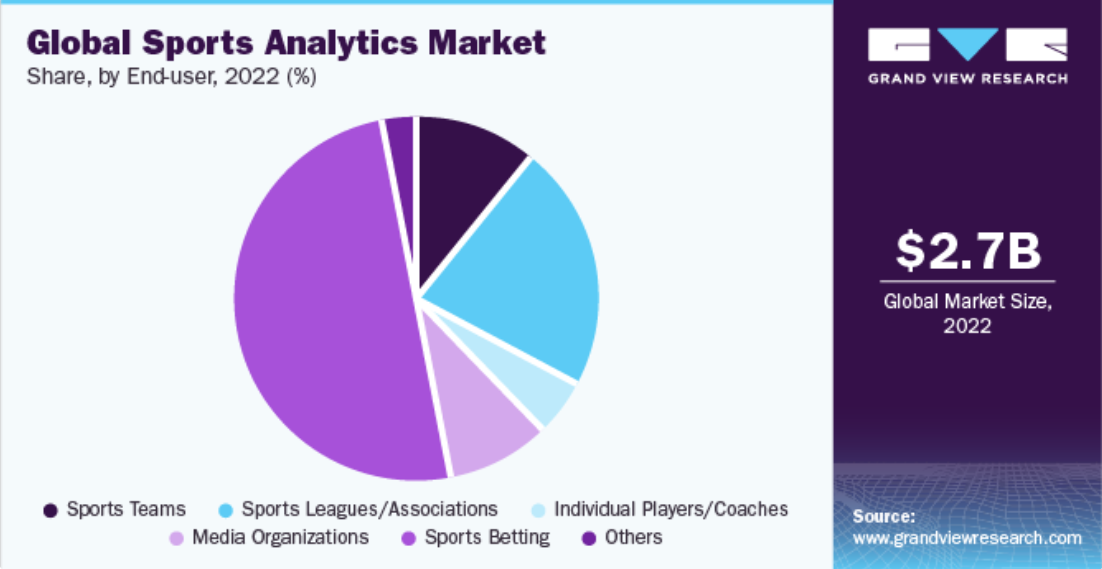 Global Sports Analytics Market
Share, by End-user, 2022 (%)
Sports Teams
Sports Leagues/Associations
Individual Players/Coaches
Media Organizations
Sports Betting
Others
GVR
GRAND VIEW RESEARCH
$2.7B
Global Market Size,
2022
Source:
www.grandviewresearch.com